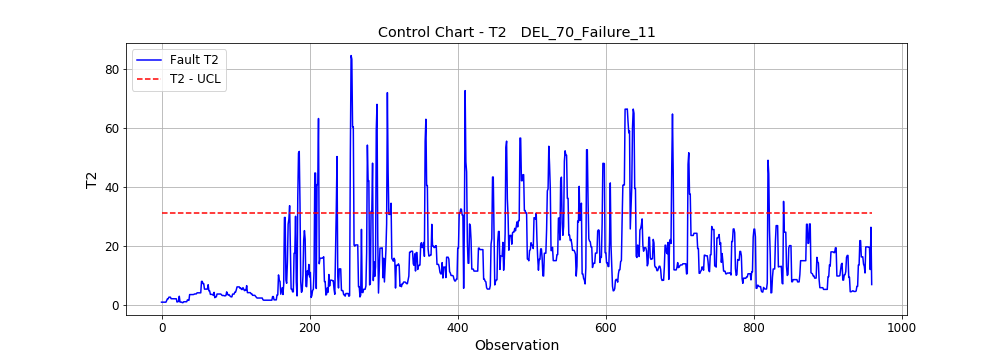 Control Chart - T2   DEL_70_Failure_11
Fault T2
T2 - UCL
80
60
40
20
0
T2
0
200
400
600
800
1000
Observation